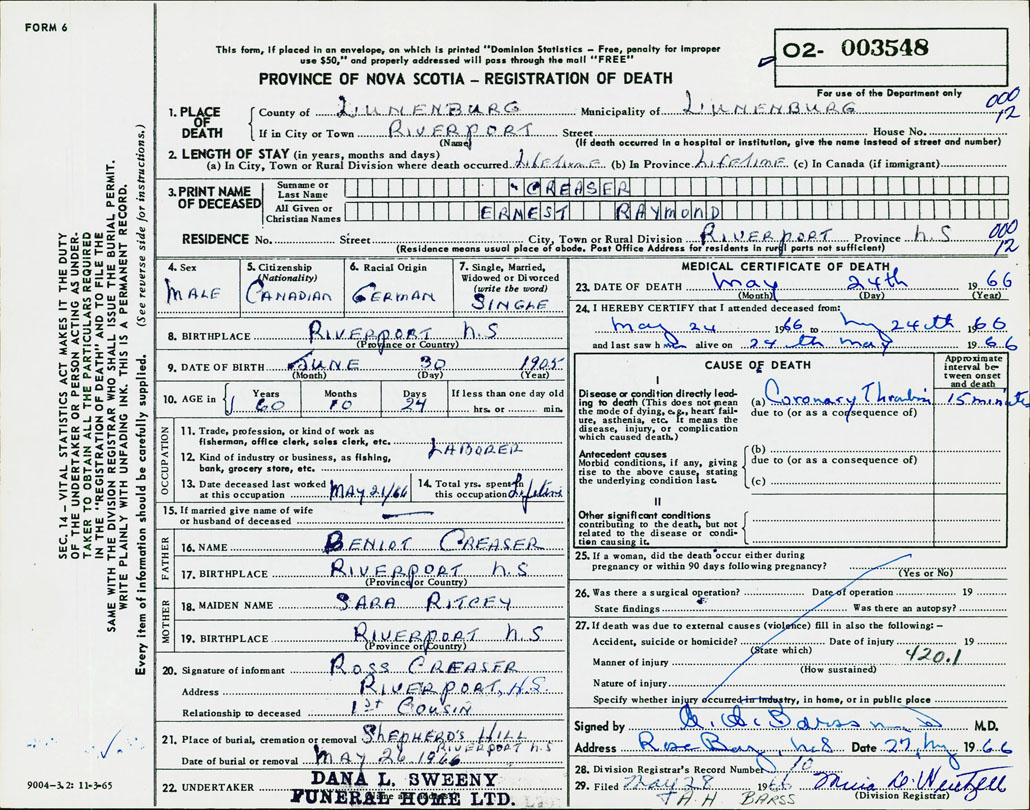 FORM 6
This form, if placed in an envelope, on which is printed "Dominion Statistics – Free, penalty for improper
use $50," and properly addressed will pass through the mail "FREE"
PROVINCE OF NOVA SCOTIA – REGISTRATION OF DEATH
02- 003548
For use of the Department only
000
12
1. PLACE OF DEATH County of LUNENBURG Municipality of LUNENBURG
If in City or Town RIVERPORT Street House No.
(Name) (If death occurred in a hospital or institution, give the name instead of street and number)
2. LENGTH OF STAY (in years, months and days)
(a) In City, Town or Rural Division where death occurred Lifetime (b) In Province Lifetime (c) In Canada (if immigrant)
3. PRINT NAME OF DECEASED
Surname or Last Name CREASER
All Given or Christian Names ERNEST RAYMOND
RESIDENCE No. Street City, Town or Rural Division RIVERPORT Province N.S
000
12
(Residence means usual place of abode. Post Office Address for residents in rural parts not sufficient)
4. Sex MALE
5. Citizenship (Nationality) CANADIAN
6. Racial Origin GERMAN
7. Single, Married, Widowed or Divorced (write the word) SINGLE
8. BIRTHPLACE RIVERPORT N.S
(Province or Country)
9. DATE OF BIRTH JUNE 30 1905
(Month) (Day) (Year)
10. AGE in Years 60 Months 10 Days 24 If less than one day old hrs. or min.
OCCUPATION
11. Trade, profession, or kind of work as
fisherman, office clerk, sales clerk, etc. LABORER
12. Kind of industry or business, as fishing,
bank, grocery store, etc.
13. Date deceased last worked
at this occupation MAY 21/66
14. Total yrs. spent in
this occupation Lifetime
15. If married give name of wife
or husband of deceased —
FATHER
16. NAME BENIOT CREASER
17. BIRTHPLACE RIVERPORT N.S
(Province or Country)
MOTHER
18. MAIDEN NAME SARA RITCEY
19. BIRTHPLACE RIVERPORT N.S
(Province or Country)
20. Signature of informant ROSS CREASER
Address RIVERPORT, N.S.
Relationship to deceased 1st COUSIN
21. Place of burial, cremation or removal SHEPHERD'S HILL
RIVERPORT N.S
Date of burial or removal MAY 26 1966
22. UNDERTAKER DANA L. SWEENY
FUNERAL HOME LTD.
MEDICAL CERTIFICATE OF DEATH
23. DATE OF DEATH May 24th 1966
(Month) (Day) (Year)
24. I HEREBY CERTIFY that I attended deceased from:
May 24 1966 to My 24th 66
and last saw him alive on 24th May 1966
CAUSE OF DEATH
Approximate interval between onset and death
I
Disease or condition directly leading to death (This does not mean the mode of dying, e.g., heart failure, asthenia, etc. It means the disease, injury, or complication which caused death.)
(a) Coronary 15 minutes
due to (or as a consequence of)
Antecedent causes
Morbid conditions, if any, giving rise to the above cause, stating the underlying condition last.
(b)
due to (or as a consequence of)
(c)
II
Other significant conditions
contributing to the death, but not related to the disease or condition causing it.
25. If a woman, did the death occur either during
pregnancy or within 90 days following pregnancy?
(Yes or No)
26. Was there a surgical operation? Date of operation 19
State findings Was there an autopsy?
27. If death was due to external causes (violence) fill in also the following:–
Accident, suicide or homicide? Date of injury 19
(State which) 420.1
Manner of injury
(How sustained)
Nature of injury
Specify whether injury occurred in industry, in home, or in public place
Signed by Barss M.D.
Address Rose Bay, N.S Date 27, My 1966
28. Division Registrar's Record Number 10
29. Filed May 28 1966
(Division Registrar)
A.H BARSS
SEC. 14 – VITAL STATISTICS ACT MAKES IT THE DUTY
OF THE UNDERTAKER OR PERSON ACTING AS UNDER-
TAKER TO OBTAIN ALL THE PARTICULARS REQUIRED
IN THE "REGISTRATION OF DEATH" AND TO FILE THE
SAME WITH THE DIVISION REGISTRAR WHO SHALL ISSUE THE BURIAL PERMIT.
WRITE PLAINLY WITH UNFADING INK. THIS IS A PERMANENT RECORD.
Every item of information should be carefully supplied. (See reverse side for instructions.)
9004-3.2: 11-3-65